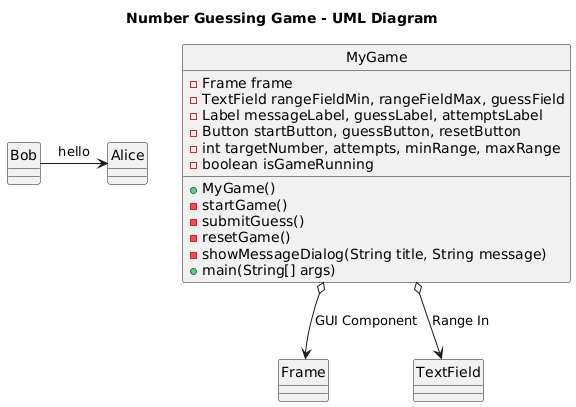 Number Guessing Game - UML Diagram
MyGame
Frame frame
TextField rangeFieldMin, rangeFieldMax, guessField
Label messageLabel, guessLabel, attemptsLabel
Button startButton, guessButton, resetButton
int targetNumber, attempts, minRange, maxRange
boolean isGameRunning
MyGame()
startGame()
submitGuess()
resetGame()
showMessageDialog(String title, String message)
main(String[] args)
Bob
hello
Alice
GUI Component
Range In
Frame
TextField